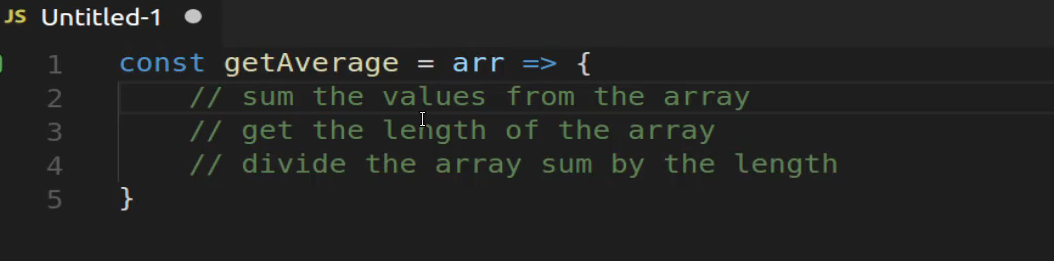 JS Untitled-1
1 const getAverage = arr => {
2 // sum the values from the array
3 // get the length of the array
4 // divide the array sum by the length
5 }